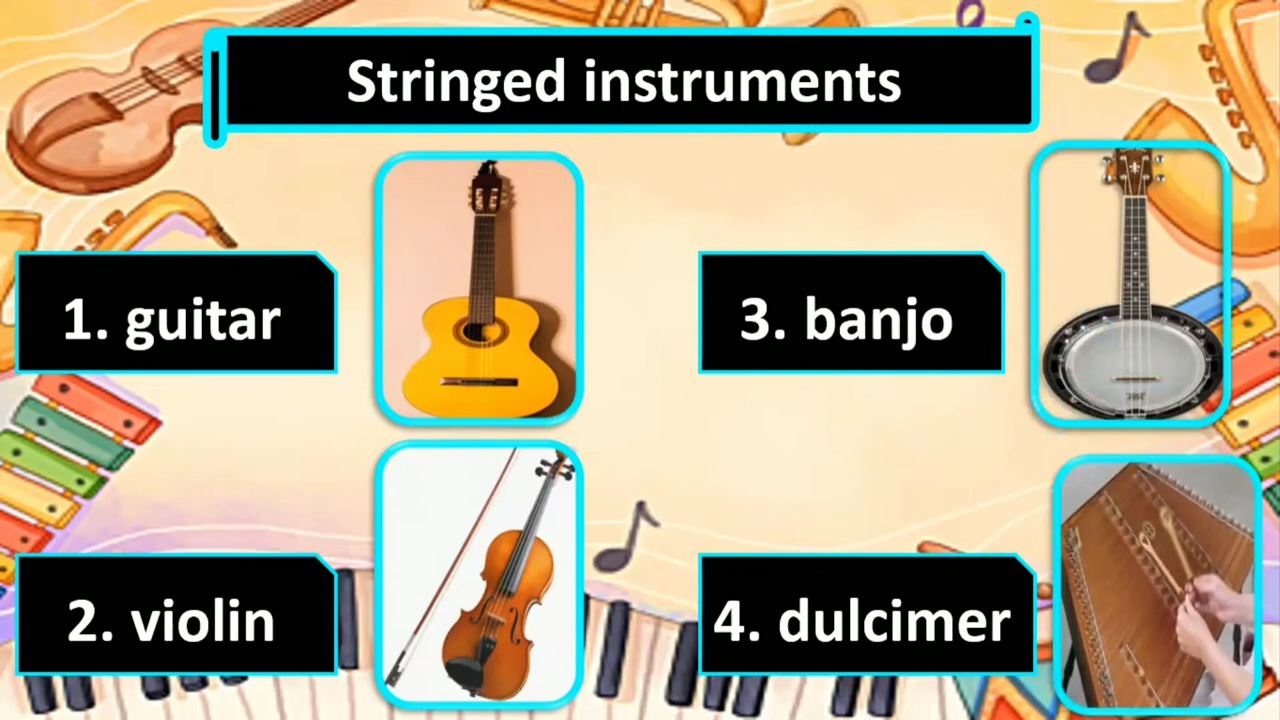 Stringed instruments
1. guitar
2. violin
3. banjo
4. dulcimer